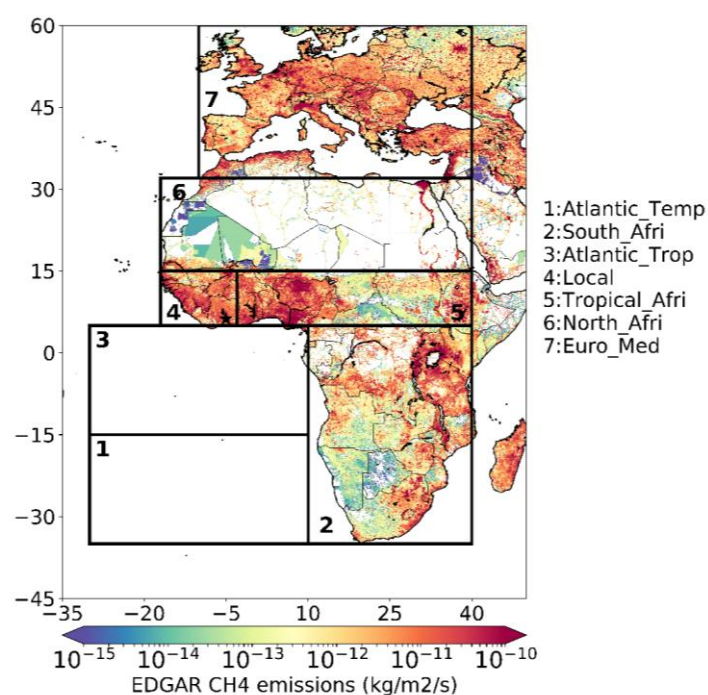 60
45
30
15
0
−15
−30
−45
−35
−20
−5
10
25
40
7
6
4
5
3
1
2
1:Atlantic_Temp
2:South_Afri
3:Atlantic_Trop
4:Local
5:Tropical_Afri
6:North_Afri
7:Euro_Med
10⁻¹⁵ 10⁻¹⁴ 10⁻¹³ 10⁻¹² 10⁻¹¹ 10⁻¹⁰
EDGAR CH4 emissions (kg/m2/s)